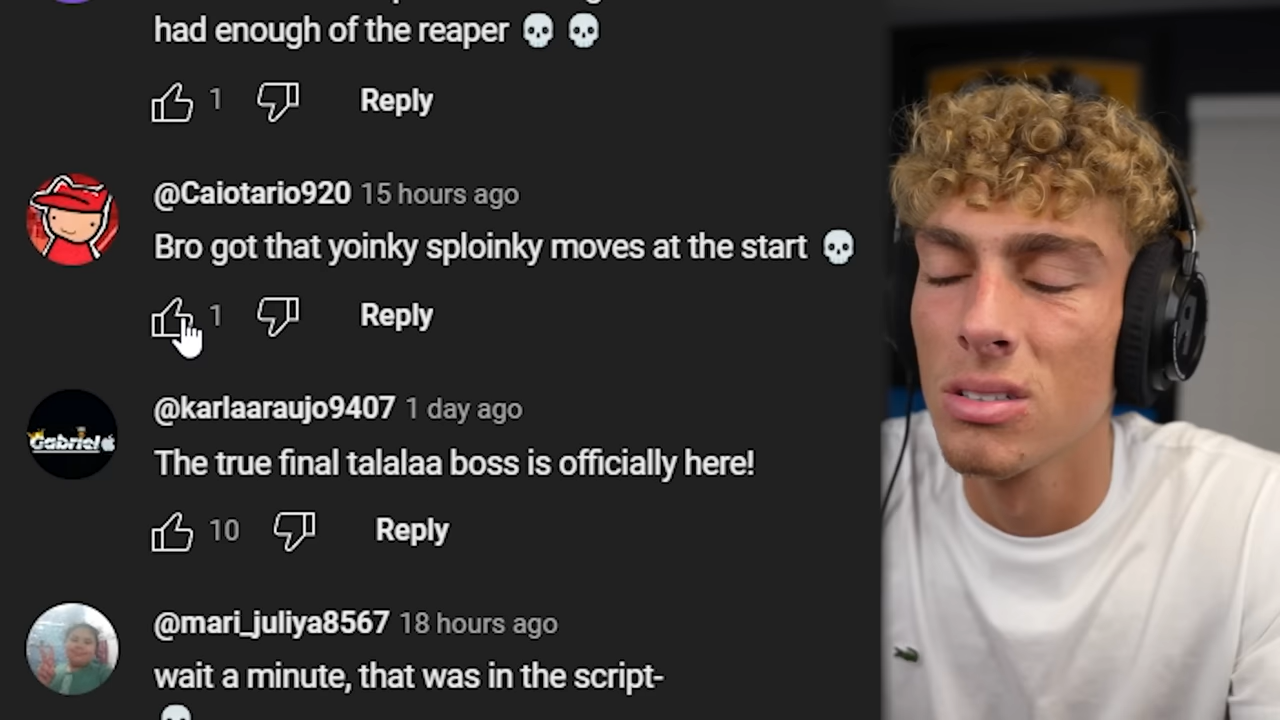 had enough of the reaper 💀 💀
1 Reply
@Caiotario920 15 hours ago
Bro got that yoinky sploinky moves at the start 💀
1 Reply
@karlaaraujo9407 1 day ago
Gabriel
The true final talalaa boss is officially here!
10 Reply
@mari_juliya8567 18 hours ago
wait a minute, that was in the script-
💀